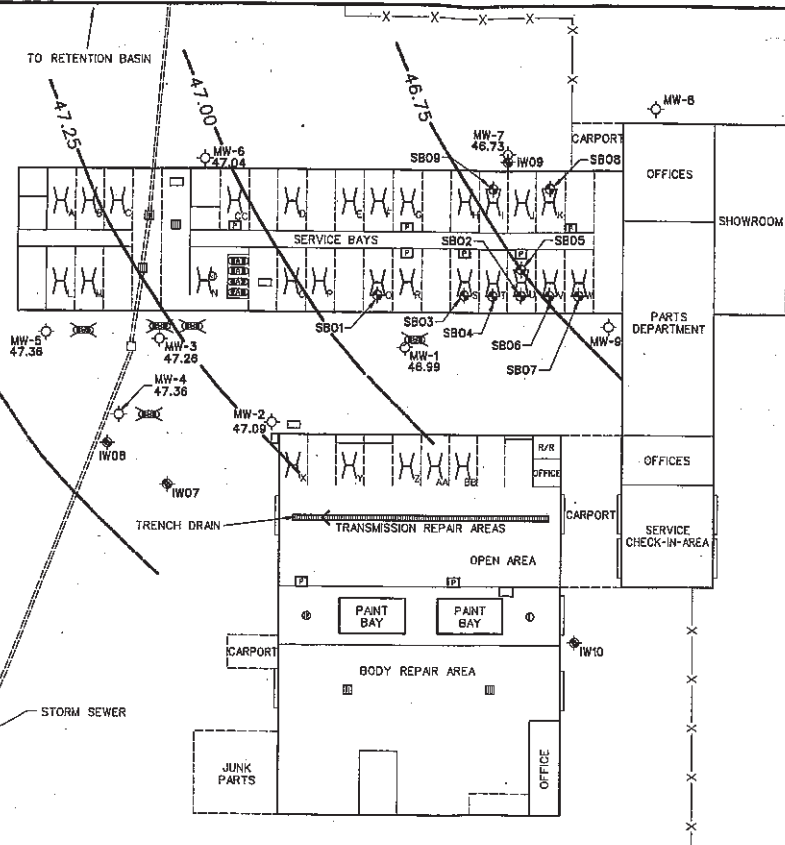 TO RETENTION BASIN
47.25
47.00
46.75
MW-6
47.04
MW-7
46.73
IW09
SB09
SB08
CARPORT
MW-8
OFFICES
SHOWROOM
A
B
C
CC
D
E
F
G
H
I
J
K
P
P
SERVICE BAYS
P
P
P
SB02
SB05
L
M
N
O
P
Q
R
S
T
U
V
W
SB01
SB03
SB04
SB06
SB07
PARTS
DEPARTMENT
MW-5
47.36
MW-3
47.26
MW-1
46.99
MW-9
MW-4
47.36
MW-2
47.09
IW08
IW07
X
Y
Z
AA
BB
R/R
OFFICE
OFFICES
TRENCH DRAIN
TRANSMISSION REPAIR AREAS
CARPORT
SERVICE
CHECK-IN-AREA
OPEN AREA
P
P
PAINT
BAY
PAINT
BAY
CARPORT
IW10
BODY REPAIR AREA
STORM SEWER
JUNK
PARTS
OFFICE